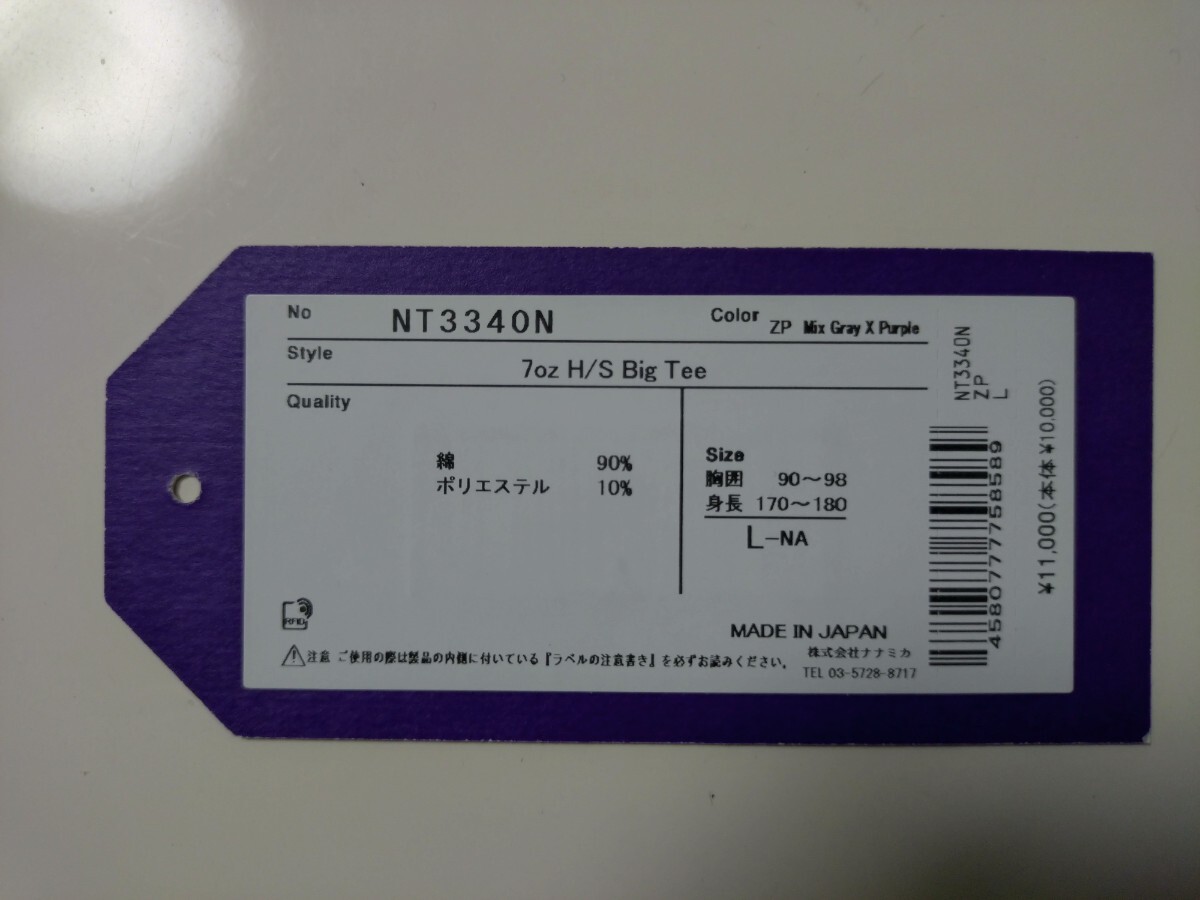 No NT3340N Color ZP Mix Gray X Purple
Style 7oz H/S Big Tee
Quality
綿 90%
ポリエステル 10%
Size
胸囲 90～98
身長 170～180
L-NA
RFID
MADE IN JAPAN
株式会社ナナミカ
TEL 03-5728-8717
注意 ご使用の際は製品の内側に付いている『ラベルの注意書き』を必ずお読みください。
NT3340N
ZP
L
4580777758589
¥11,000(本体 ¥10,000)